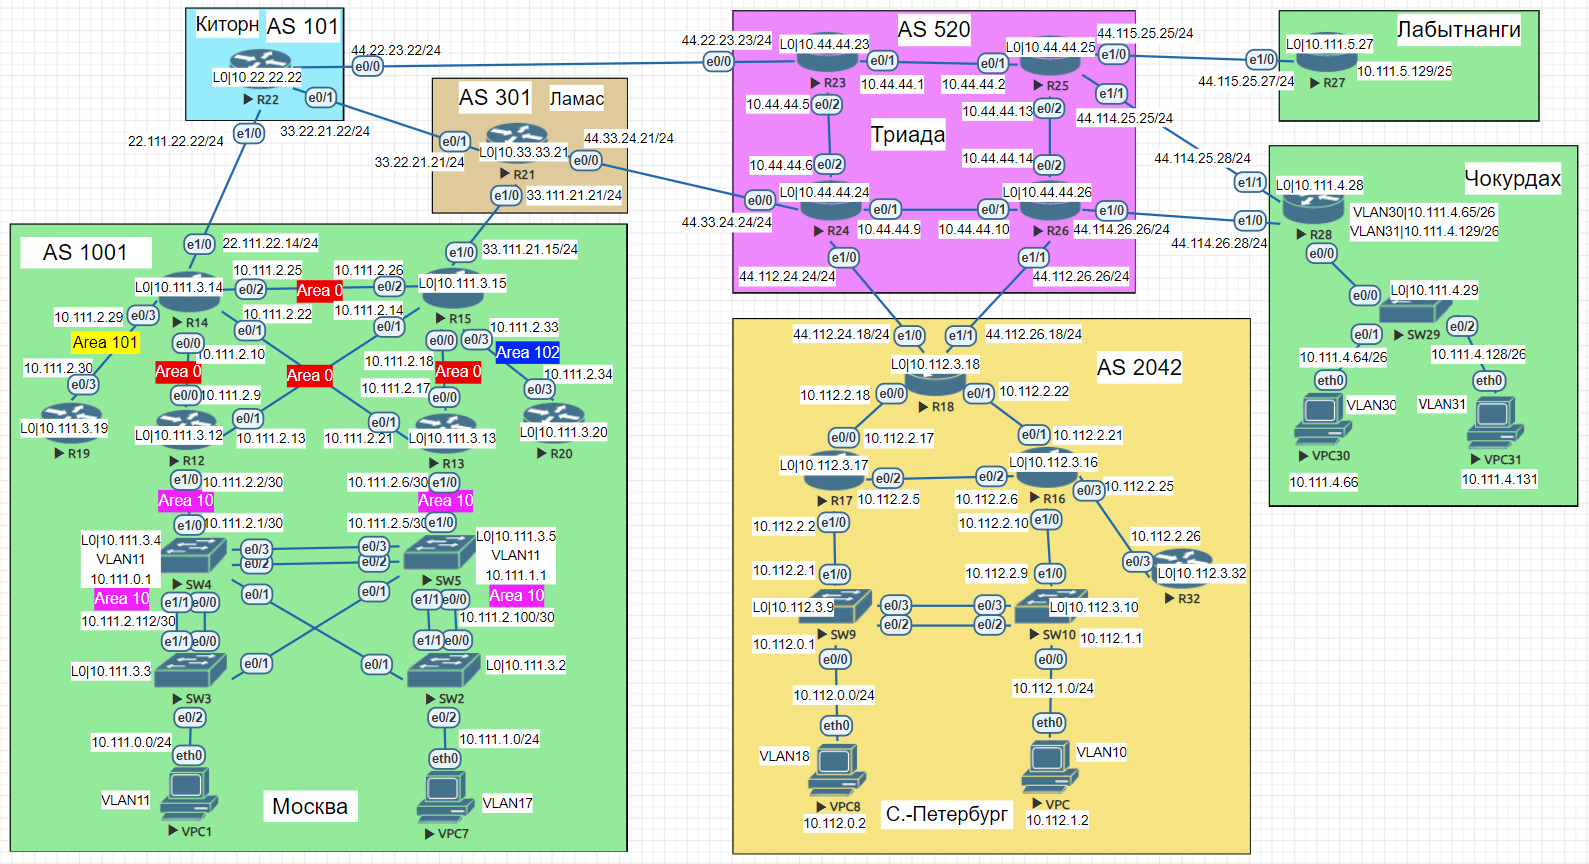 Киторн
AS 101
44.22.23.22/24
L0|10.22.22.22
e0/0
R22
e0/1
e1/0
33.22.21.22/24
22.111.22.22/24
AS 301
Ламас
e0/1
L0|10.33.33.21
44.33.24.21/24
33.22.21.21/24
e0/0
R21
e1/0
33.111.21.21/24
AS 520
44.22.23.23/24
L0|10.44.44.23
L0|10.44.44.25
44.115.25.25/24
e0/0
e0/1
e0/1
e1/0
R23
10.44.44.1
10.44.44.2
R25
e1/1
10.44.44.5
e0/2
10.44.44.13
e0/2
44.114.25.25/24
Триада
10.44.44.6
e0/2
10.44.44.14
e0/2
L0|10.44.44.24
L0|10.44.44.26
e0/0
e0/1
e0/1
e1/0
44.33.24.24/24
R24
10.44.44.9
10.44.44.10
R26
44.114.26.26/24
e1/0
e1/1
44.112.24.24/24
44.112.26.26/24
Лабытнанги
L0|10.111.5.27
e1/0
10.111.5.129/25
44.115.25.27/24
R27
44.114.25.28/24
Чокурдах
e1/1
L0|10.111.4.28
VLAN30|10.111.4.65/26
VLAN31|10.111.4.129/26
e1/0
R28
44.114.26.28/24
e0/0
L0|10.111.4.29
e0/0
e0/1
SW29
e0/2
10.111.4.64/26
10.111.4.128/26
eth0
eth0
VLAN30
VLAN31
VPC30
VPC31
10.111.4.66
10.111.4.131
AS 1001
e1/0
22.111.22.14/24
e1/0
33.111.21.15/24
10.111.2.25
10.111.2.26
L0|10.111.3.14
e0/2
Area 0
e0/2
L0|10.111.3.15
10.111.2.29
e0/3
R14
10.111.2.22
10.111.2.14
R15
e0/1
e0/1
10.111.2.33
Area 101
e0/0
10.111.2.10
e0/0
e0/3
Area 102
10.111.2.30
Area 0
Area 0
10.111.2.18
Area 0
10.111.2.34
e0/3
e0/0
10.111.2.9
10.111.2.17
e0/0
e0/3
L0|10.111.3.19
e0/1
e0/1
L0|10.111.3.12
10.111.2.13
10.111.2.21
L0|10.111.3.13
L0|10.111.3.20
R19
R12
R13
R20
e1/0
10.111.2.2/30
10.111.2.6/30
e1/0
Area 10
Area 10
e1/0
10.111.2.1/30
10.111.2.5/30
e1/0
L0|10.111.3.4
VLAN11
10.111.0.1
L0|10.111.3.5
VLAN11
10.111.1.1
e0/3
e0/3
e0/2
e0/2
SW4
SW5
Area 10
Area 10
e1/1
e0/0
e0/1
e0/1
e1/1
e0/0
10.111.2.112/30
10.111.2.100/30
e1/1
e0/0
e1/1
e0/0
L0|10.111.3.3
e0/1
e0/1
L0|10.111.3.2
SW3
SW2
e0/2
e0/2
10.111.0.0/24
10.111.1.0/24
eth0
eth0
VLAN11
VLAN17
Москва
VPC1
VPC7
44.112.24.18/24
e1/0
e1/1
44.112.26.18/24
L0|10.112.3.18
AS 2042
10.112.2.18
e0/0
e0/1
10.112.2.22
R18
e0/0
10.112.2.17
e0/1
10.112.2.21
L0|10.112.3.17
L0|10.112.3.16
e0/2
e0/2
e0/3
10.112.2.25
R17
10.112.2.5
10.112.2.6
R16
10.112.2.2
e1/0
10.112.2.10
e1/0
10.112.2.26
10.112.2.1
e1/0
10.112.2.9
e1/0
e0/3
L0|10.112.3.32
R32
L0|10.112.3.9
e0/3
e0/3
L0|10.112.3.10
e0/2
e0/2
SW9
SW10
10.112.0.1
10.112.1.1
e0/0
e0/0
10.112.0.0/24
10.112.1.0/24
eth0
eth0
VLAN18
VLAN10
VPC8
VPC
10.112.0.2
С.-Петербург
10.112.1.2